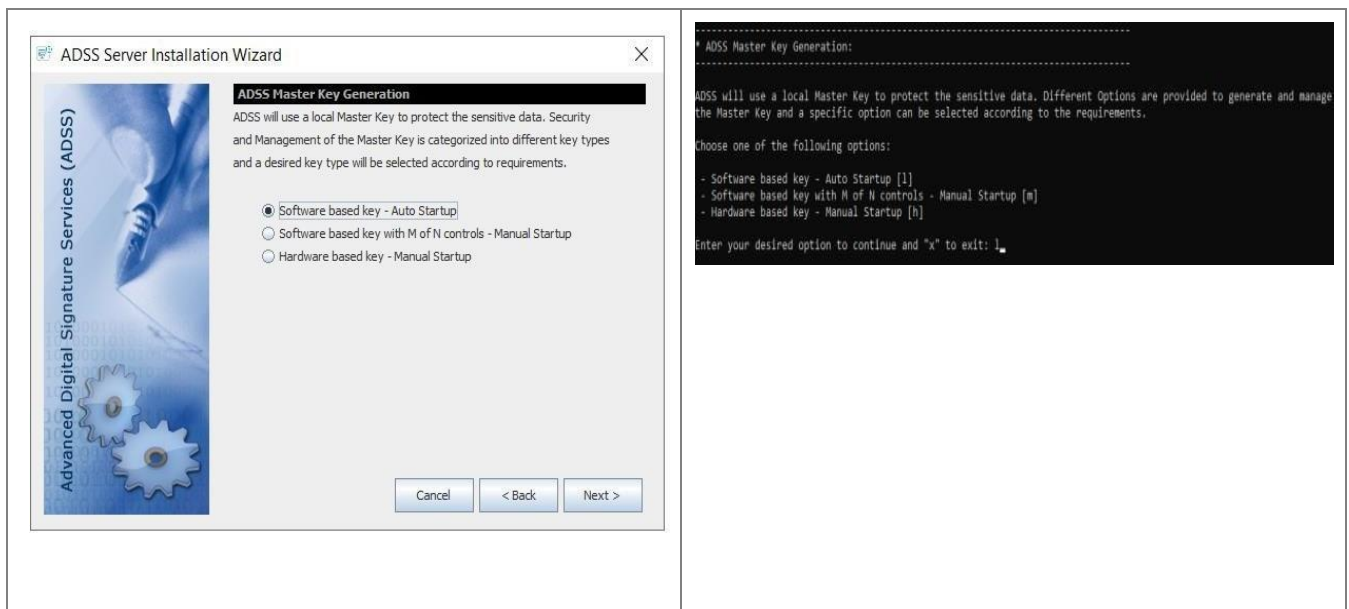 ADSS Server Installation Wizard
Advanced Digital Signature Services (ADSS)
ADSS Master Key Generation
ADSS will use a local Master Key to protect the sensitive data. Security
and Management of the Master Key is categorized into different key types
and a desired key type will be selected according to requirements.
Software based key - Auto Startup
Software based key with M of N controls - Manual Startup
Hardware based key - Manual Startup
Cancel
< Back
Next >
--------------------------------------------------------------------------------
* ADSS Master Key Generation:
--------------------------------------------------------------------------------
ADSS will use a local Master Key to protect the sensitive data. Different Options are provided to generate and manage
the Master Key and a specific option can be selected according to the requirements.
Choose one of the following options:
- Software based key - Auto Startup [l]
- Software based key with M of N controls - Manual Startup [m]
- Hardware based key - Manual Startup [h]
Enter your desired option to continue and "x" to exit: l